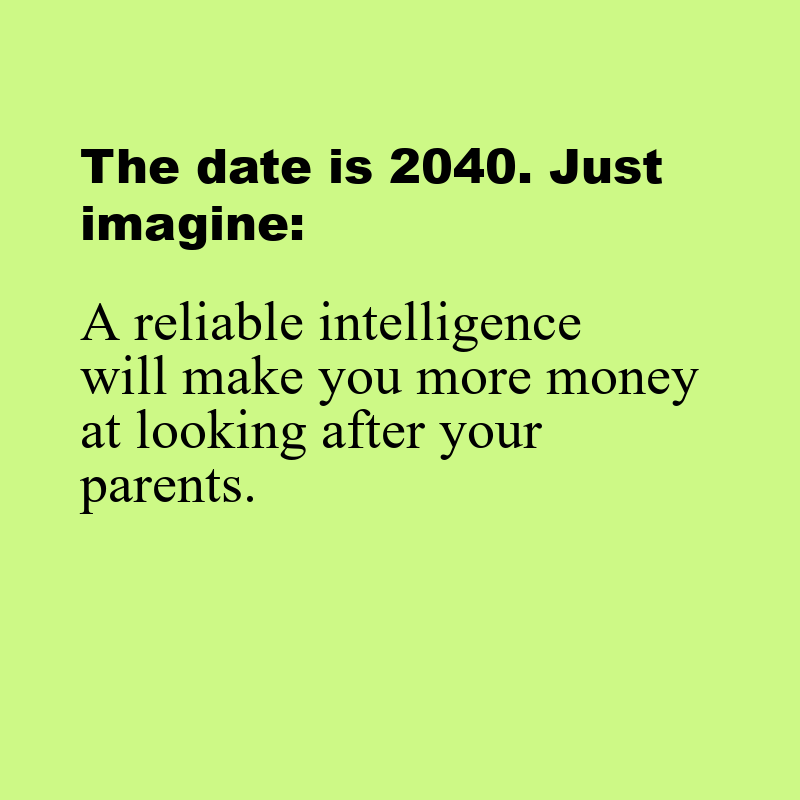 The date is 2040. Just
imagine:
A reliable intelligence
will make you more money
at looking after your
parents.